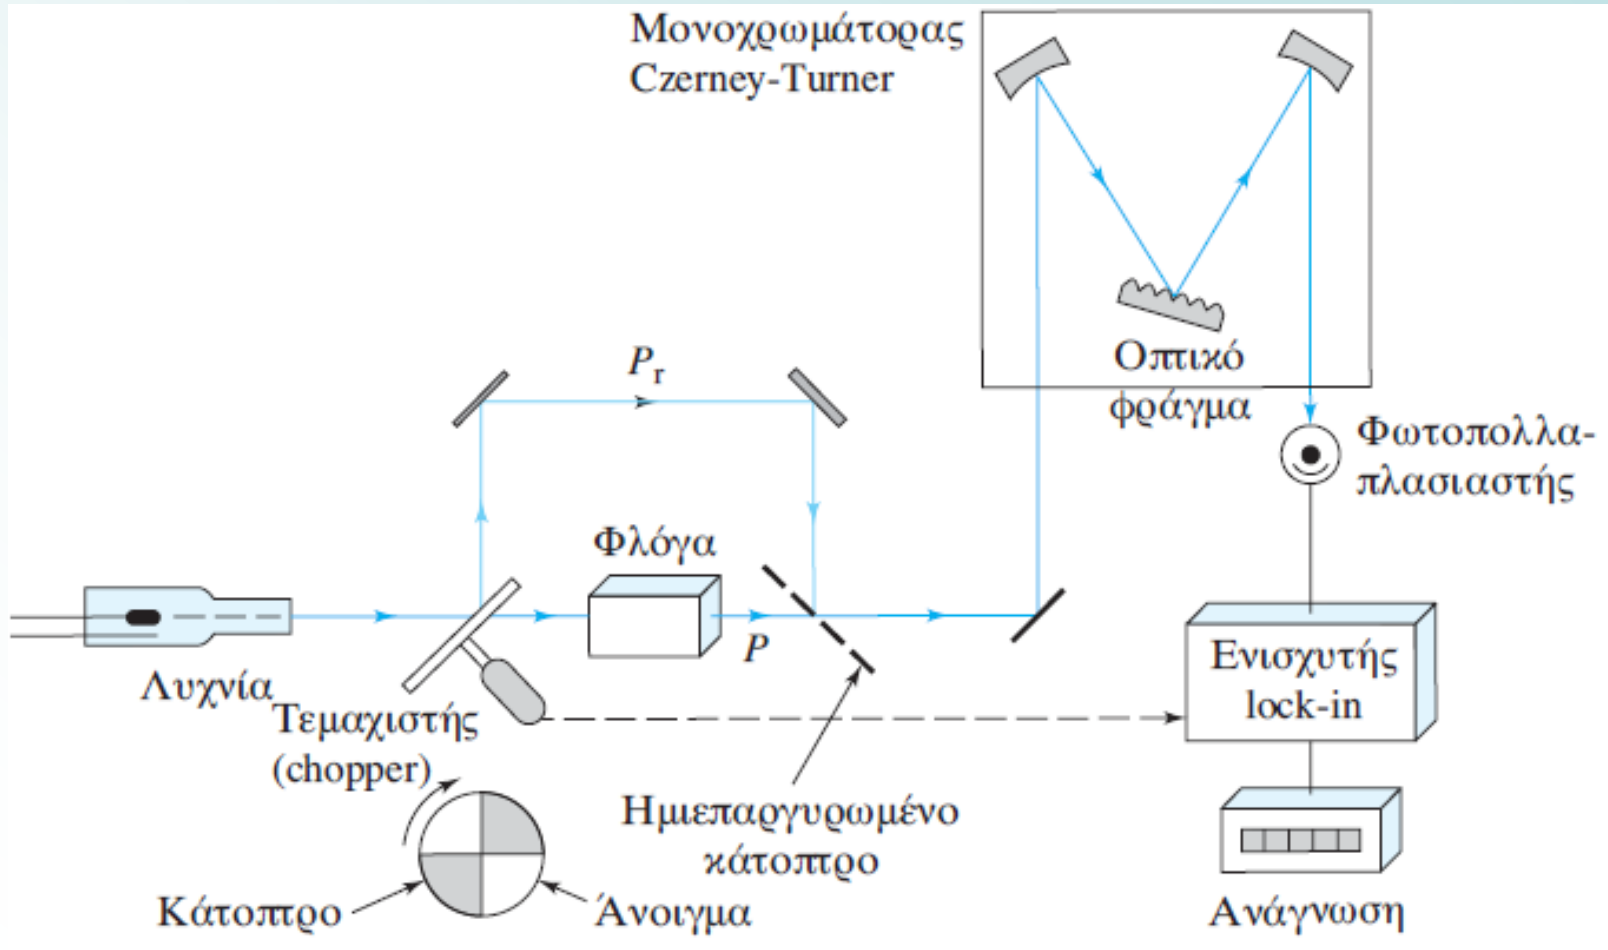 Μονοχρωμάτορας
Czerney-Turner
Οπτικό
φράγμα
P_r
Φωτοπολλα-
πλασιαστής
Φλόγα
P
Λυχνία
Τεμαχιστής
(chopper)
Ενισχυτής
lock-in
Ημιεπαργυρωμένο
κάτοπτρο
Κάτοπτρο
Άνοιγμα
Ανάγνωση